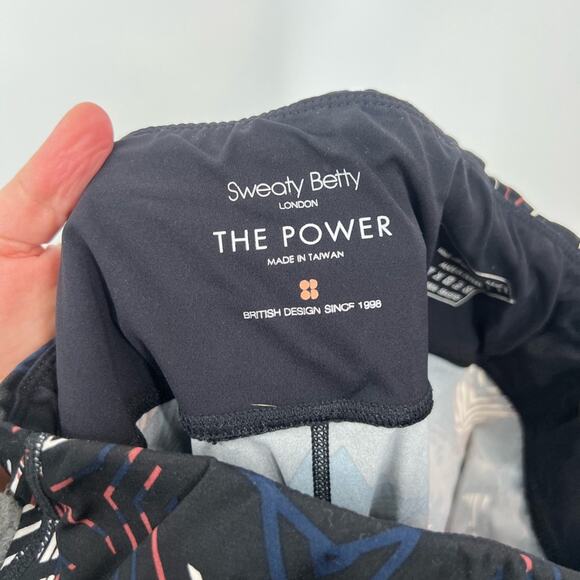 Sweaty Betty
LONDON
THE POWER
MADE IN TAIWAN
BRITISH DESIGN SINCE 1998